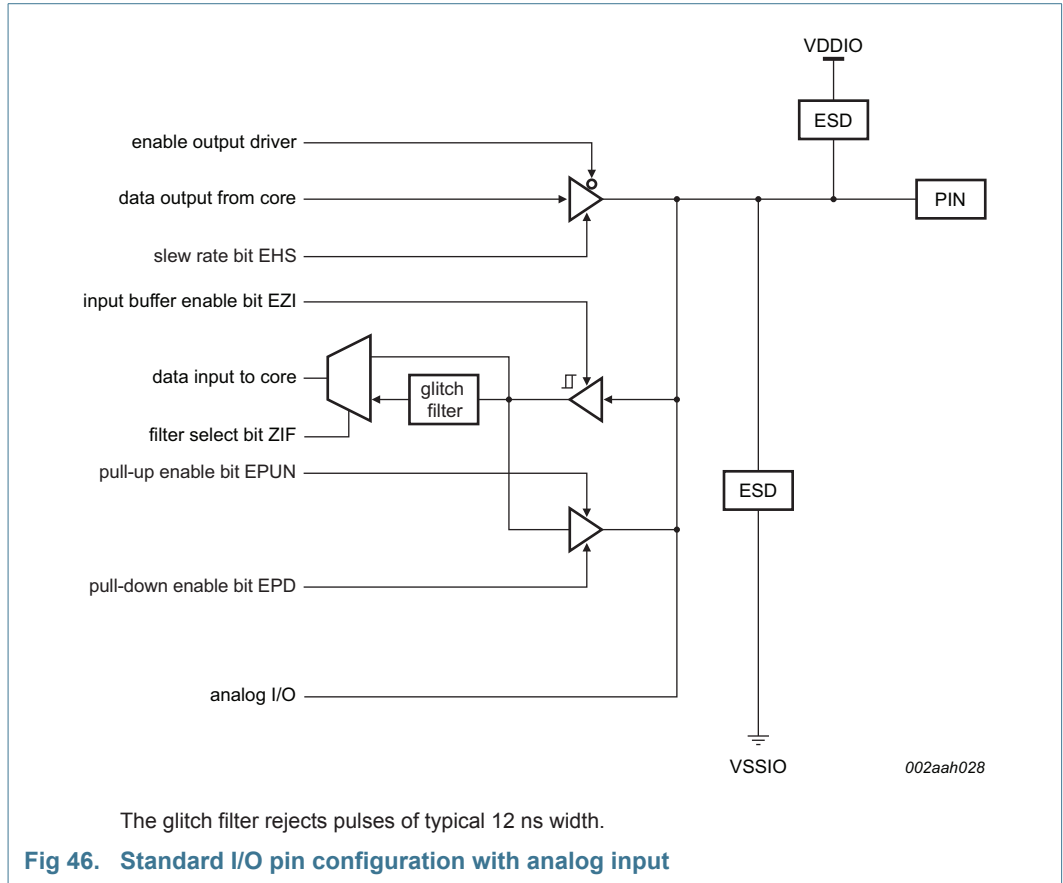 VDDIO
ESD
enable output driver
data output from core
PIN
slew rate bit EHS
input buffer enable bit EZI
data input to core
glitch
filter
filter select bit ZIF
pull-up enable bit EPUN
ESD
pull-down enable bit EPD
analog I/O
VSSIO
002aah028
The glitch filter rejects pulses of typical 12 ns width.
Fig 46. Standard I/O pin configuration with analog input